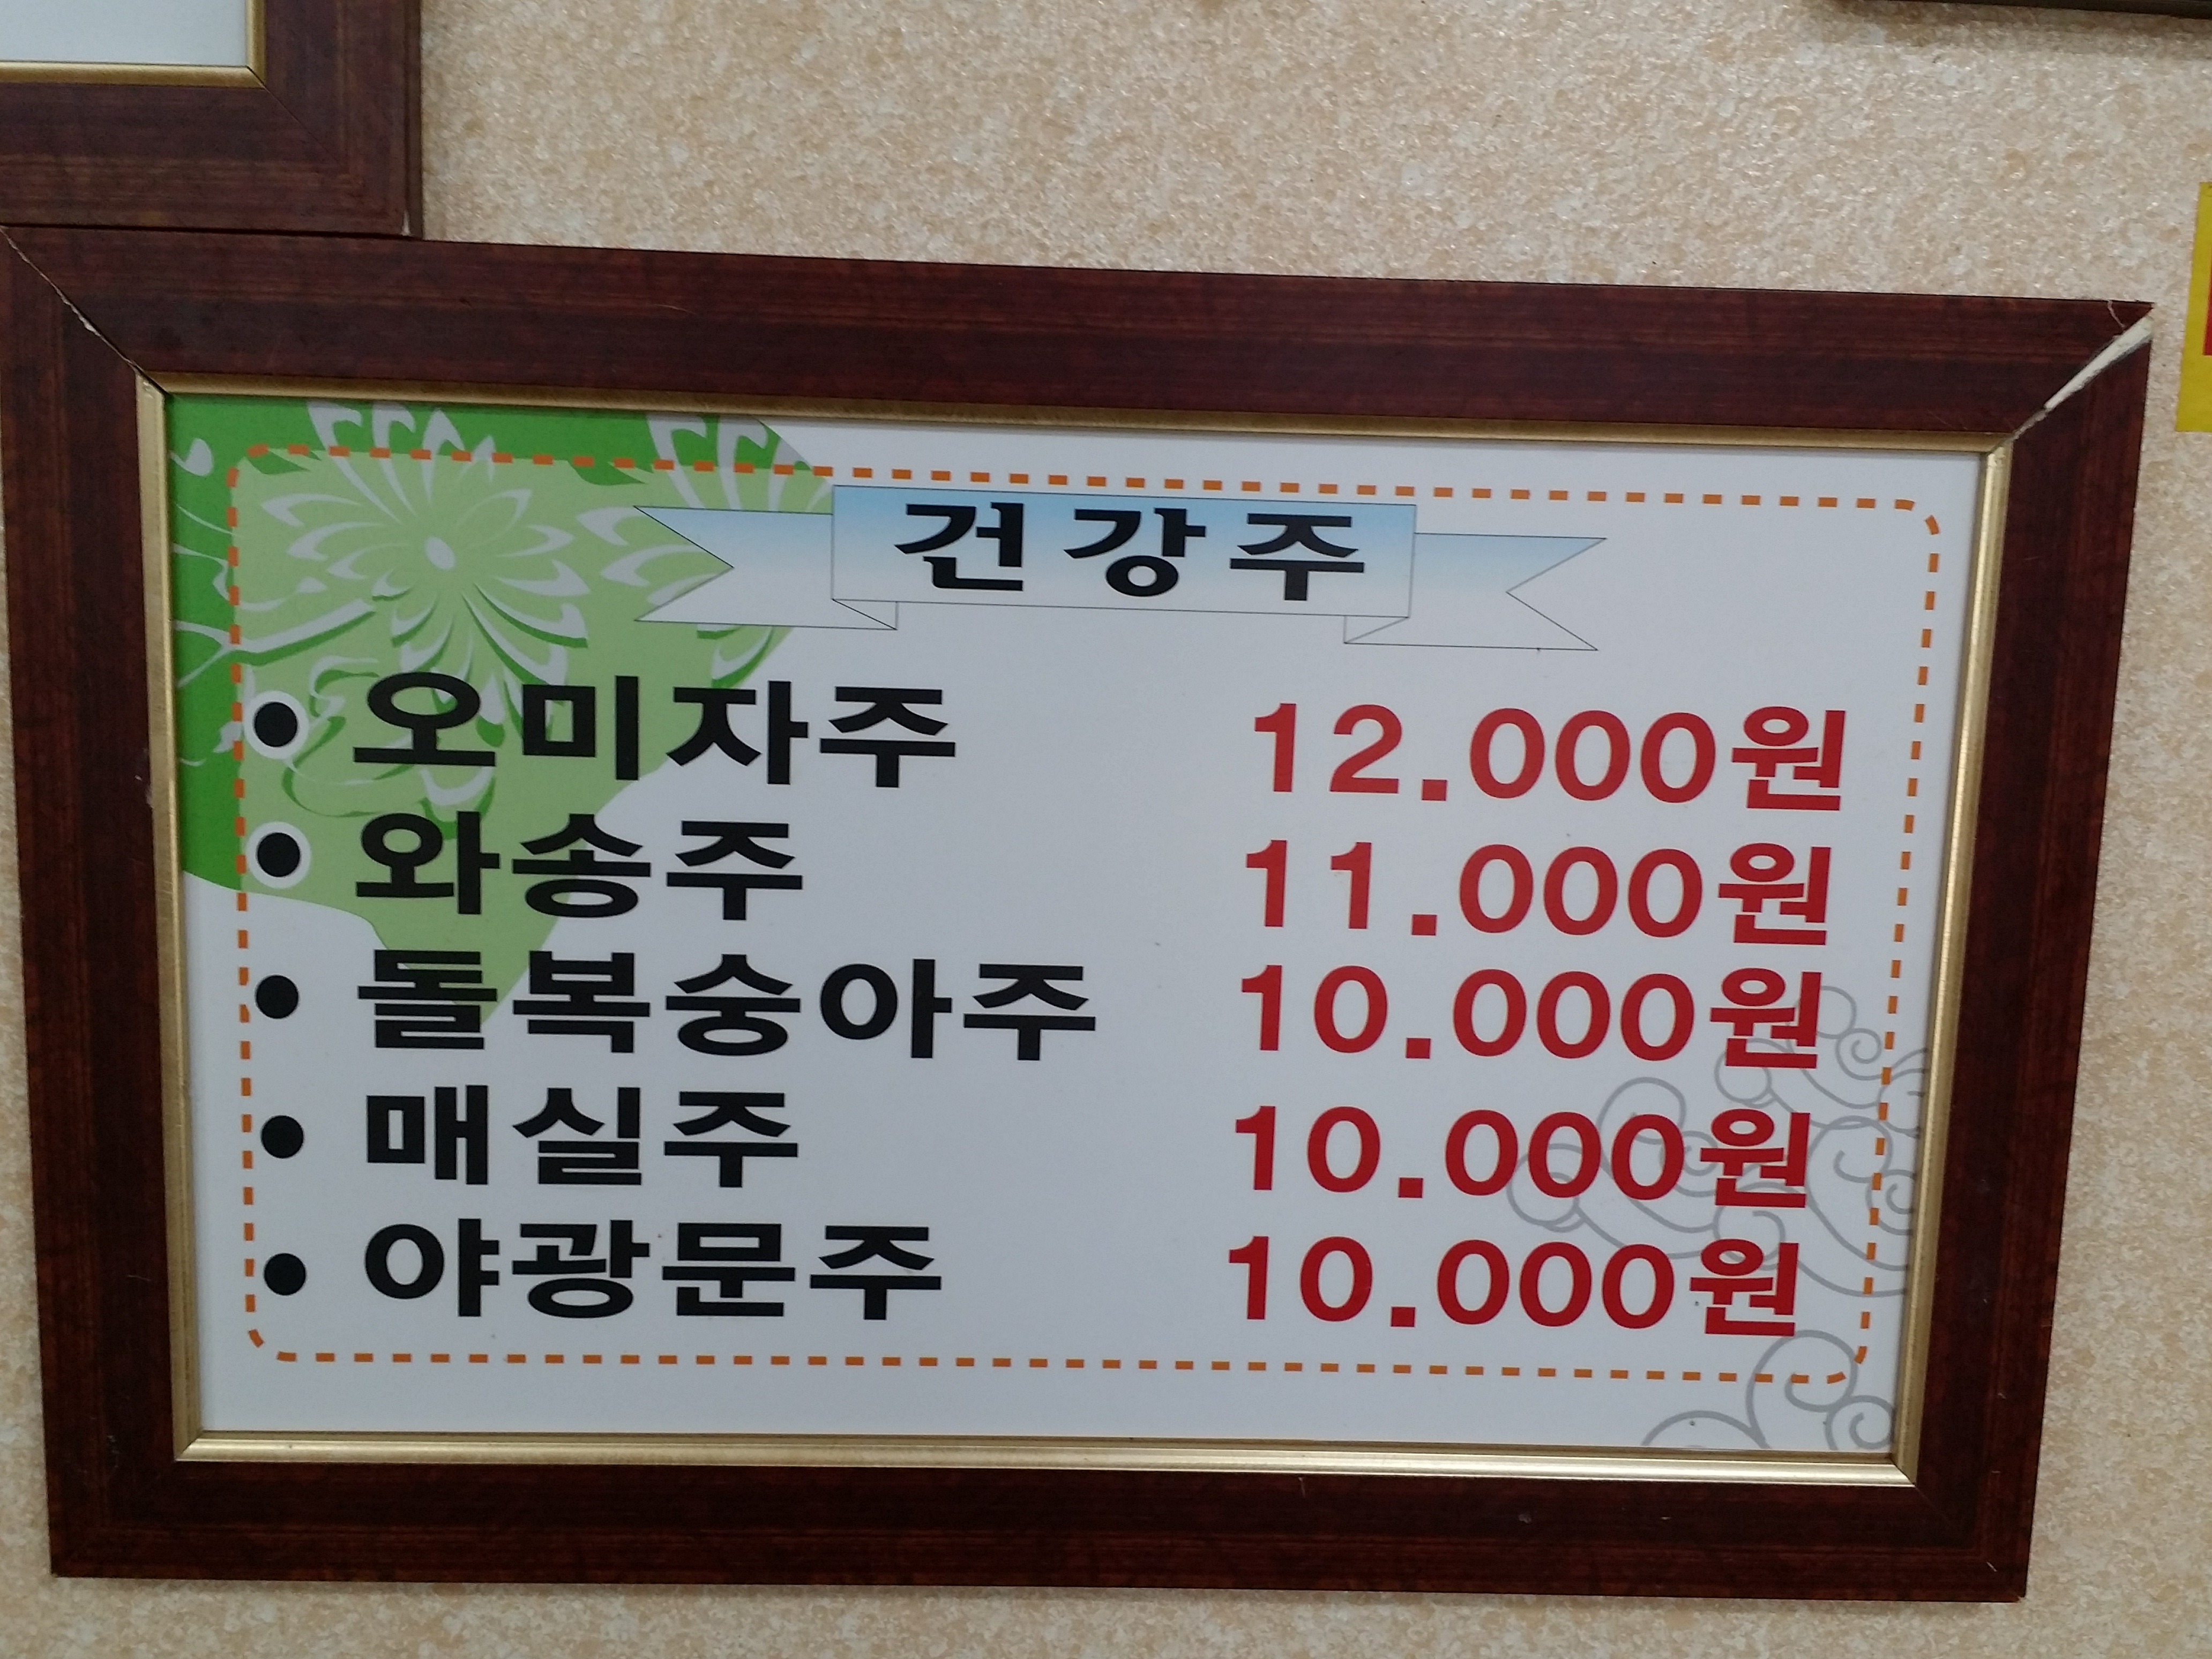 건강주
• 오미자주 12.000원
• 와송주 11.000원
• 돌복숭아주 10.000원
• 매실주 10.000원
• 야광문주 10.000원